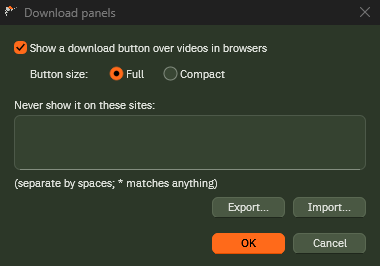 Download panels
Show a download button over videos in browsers
Button size: Full Compact
Never show it on these sites:
(separate by spaces; * matches anything)
Export... Import...
OK Cancel